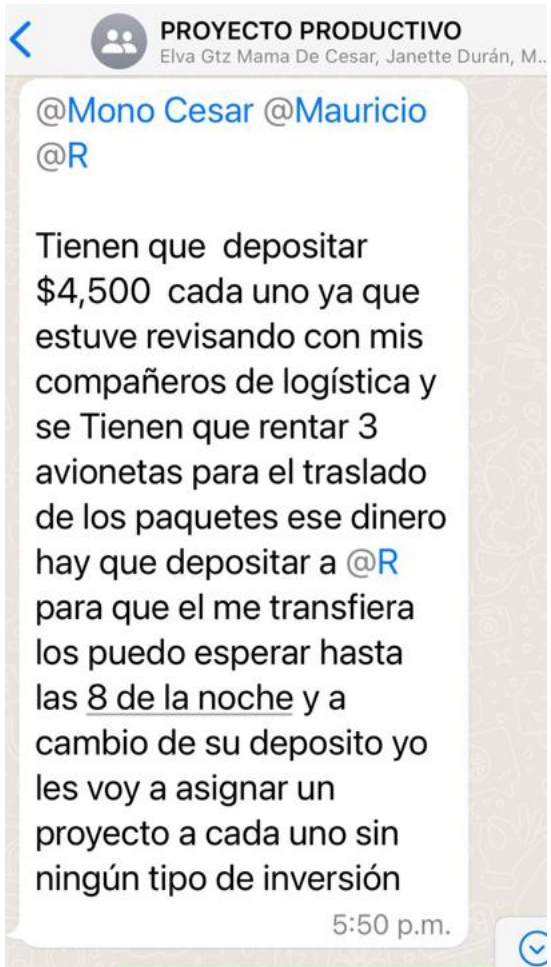 PROYECTO PRODUCTIVO
Elva Gtz Mama De Cesar, Janette Durán, M...
@Mono Cesar @Mauricio
@R
Tienen que  depositar
$4,500  cada uno ya que
estuve revisando con mis
compañeros de logística y
se Tienen que rentar 3
avionetas para el traslado
de los paquetes ese dinero
hay que depositar a @R
para que el me transfiera
los puedo esperar hasta
las 8 de la noche y a
cambio de su deposito yo
les voy a asignar un
proyecto a cada uno sin
ningún tipo de inversión
5:50 p.m.